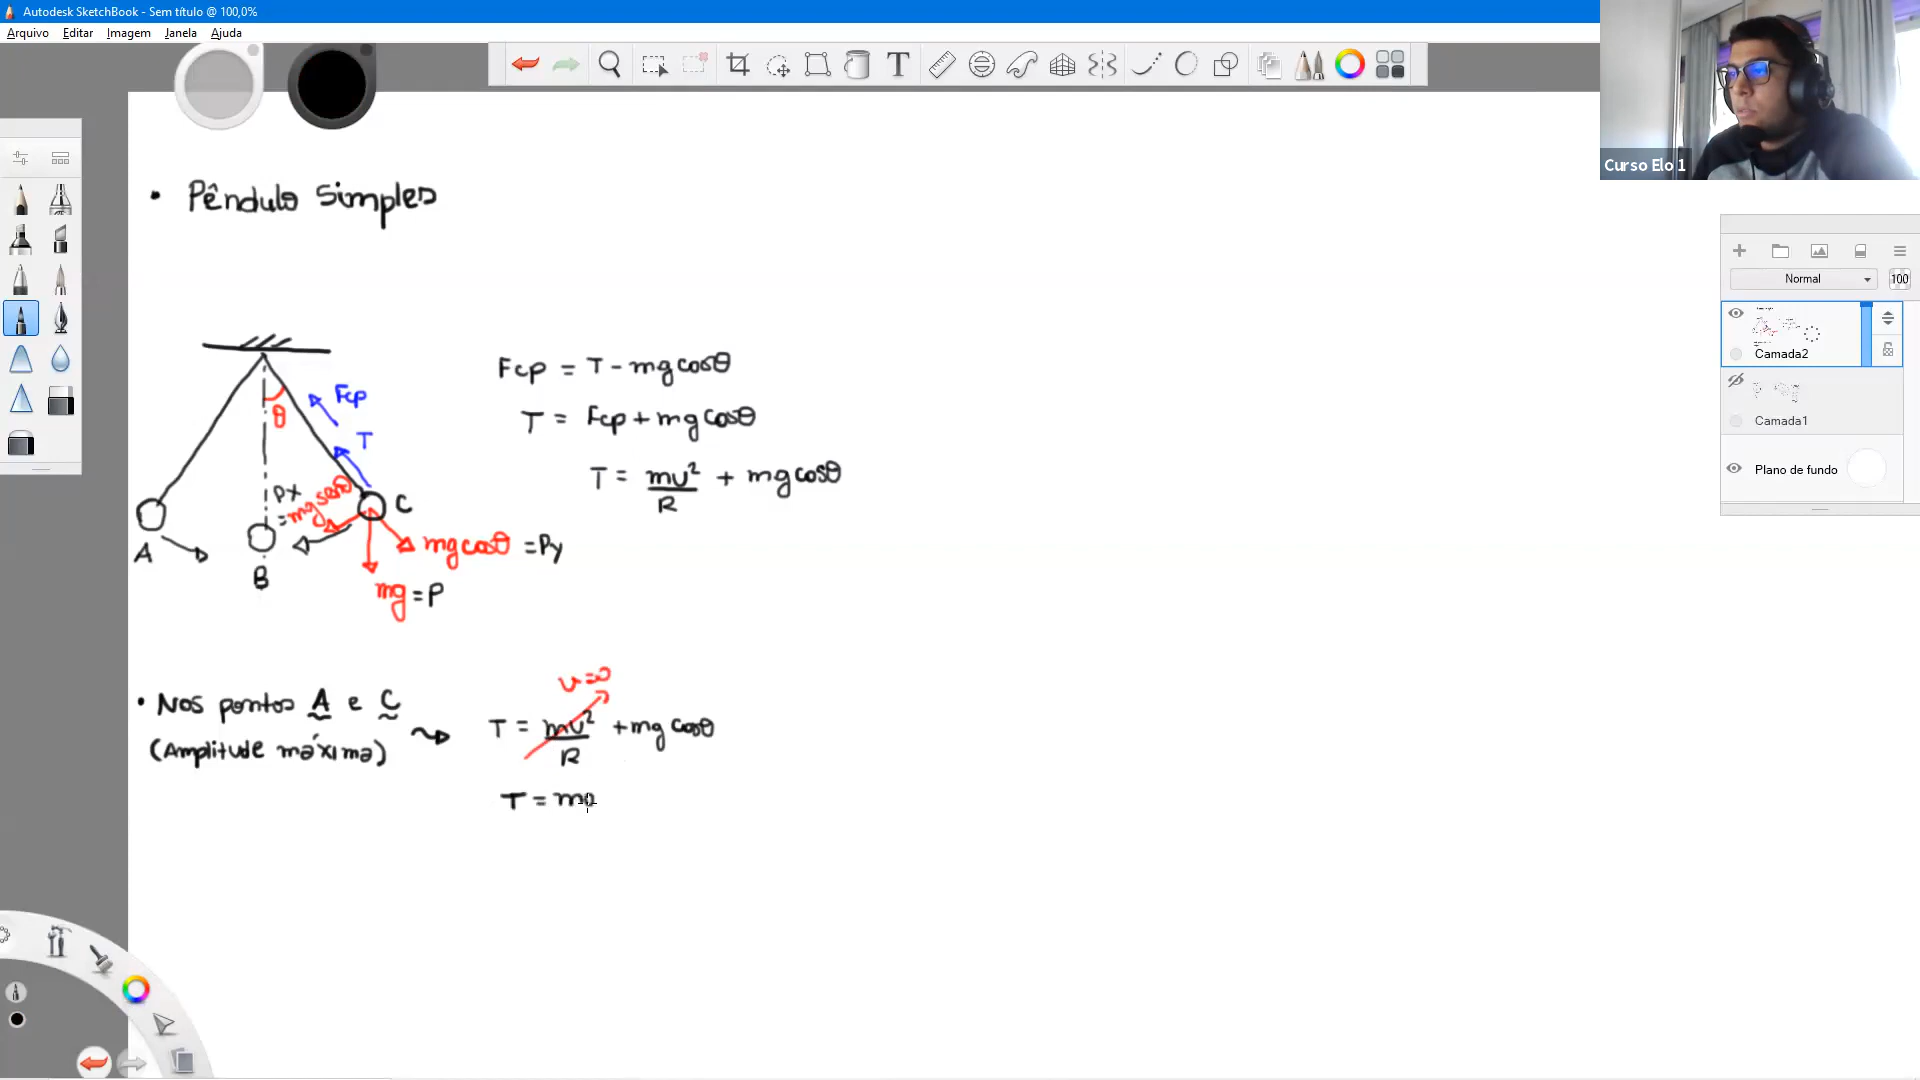 Autodesk SketchBook - Sem título @ 100,0%
Arquivo Editar Imagem Janela Ajuda
Curso Elo 1
• Pêndulo Simples
Fcp = T - mg cosθ
T = Fcp + mg cosθ
T = mv²/R + mg cosθ
θ
Fcp
T
Px = mg senθ
C
A
B
mg cosθ = Py
mg = P
• Nos pontos A e C
(Amplitude máxima)
v=0
T = mv²/R + mg cosθ
T = m
Normal 100
Camada2
Camada1
Plano de fundo